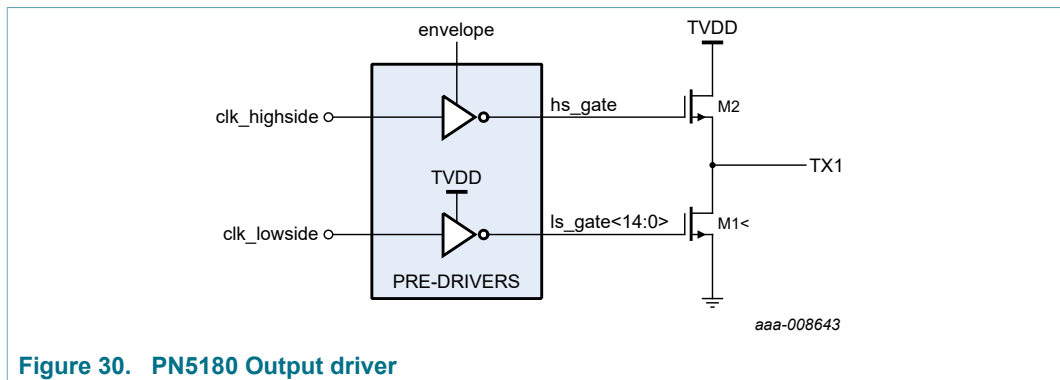 envelope
TVDD
clk_highside
hs_gate
M2
TX1
TVDD
clk_lowside
ls_gate<14:0>
M1<
PRE-DRIVERS
aaa-008643
Figure 30. PN5180 Output driver